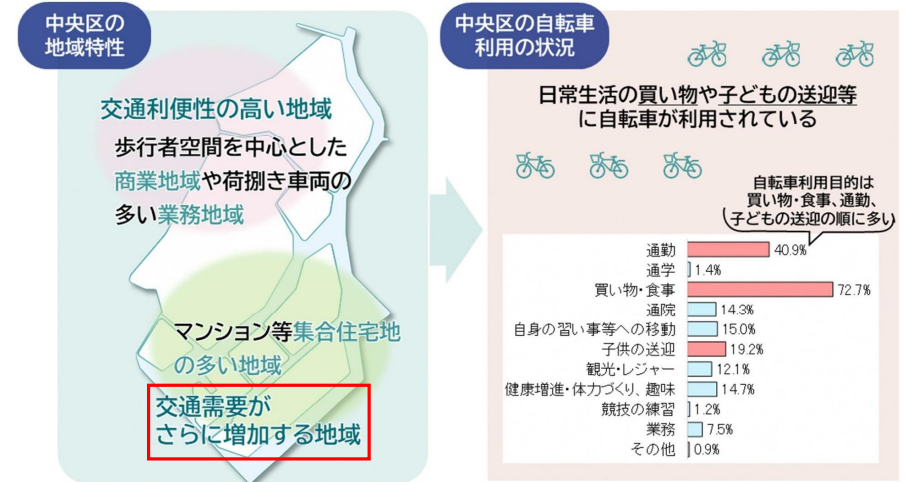 中央区の
地域特性
交通利便性の高い地域
歩行者空間を中心とした
商業地域や荷捌き車両の
多い業務地域
マンション等集合住宅地
の多い地域
交通需要が
さらに増加する地域
中央区の自転車
利用の状況
日常生活の買い物や子どもの送迎等
に自転車が利用されている
自転車利用目的は
買い物・食事、通勤、
子どもの送迎の順に多い
通勤 40.9%
通学 1.4%
買い物・食事 72.7%
通院 14.3%
自身の習い事等への移動 15.0%
子供の送迎 19.2%
観光・レジャー 12.1%
健康増進・体力づくり、趣味 14.7%
競技の練習 1.2%
業務 7.5%
その他 0.9%